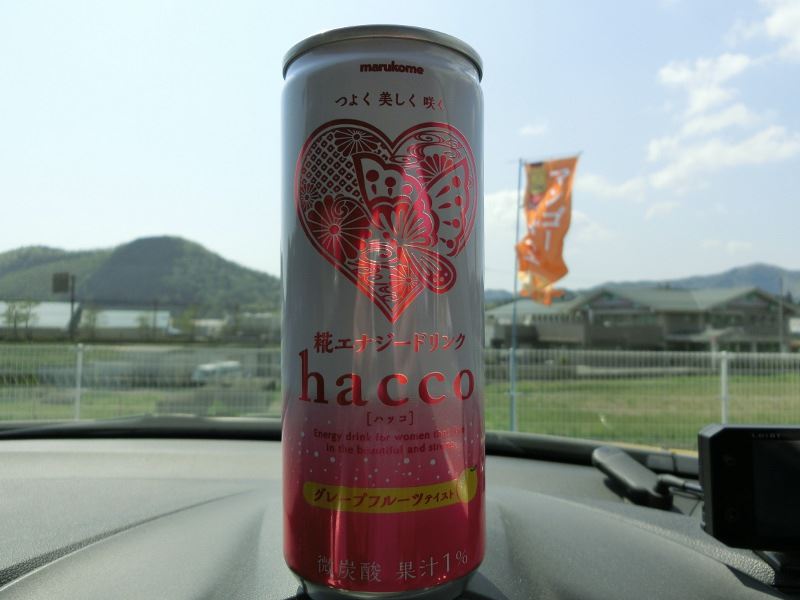 marukome
つよく 美しく 咲く
糀エナジードリンク
hacco
[ハッコ]
Energy drink for women
in the beautiful and
グレープフルーツテイスト
微炭酸 果汁1%